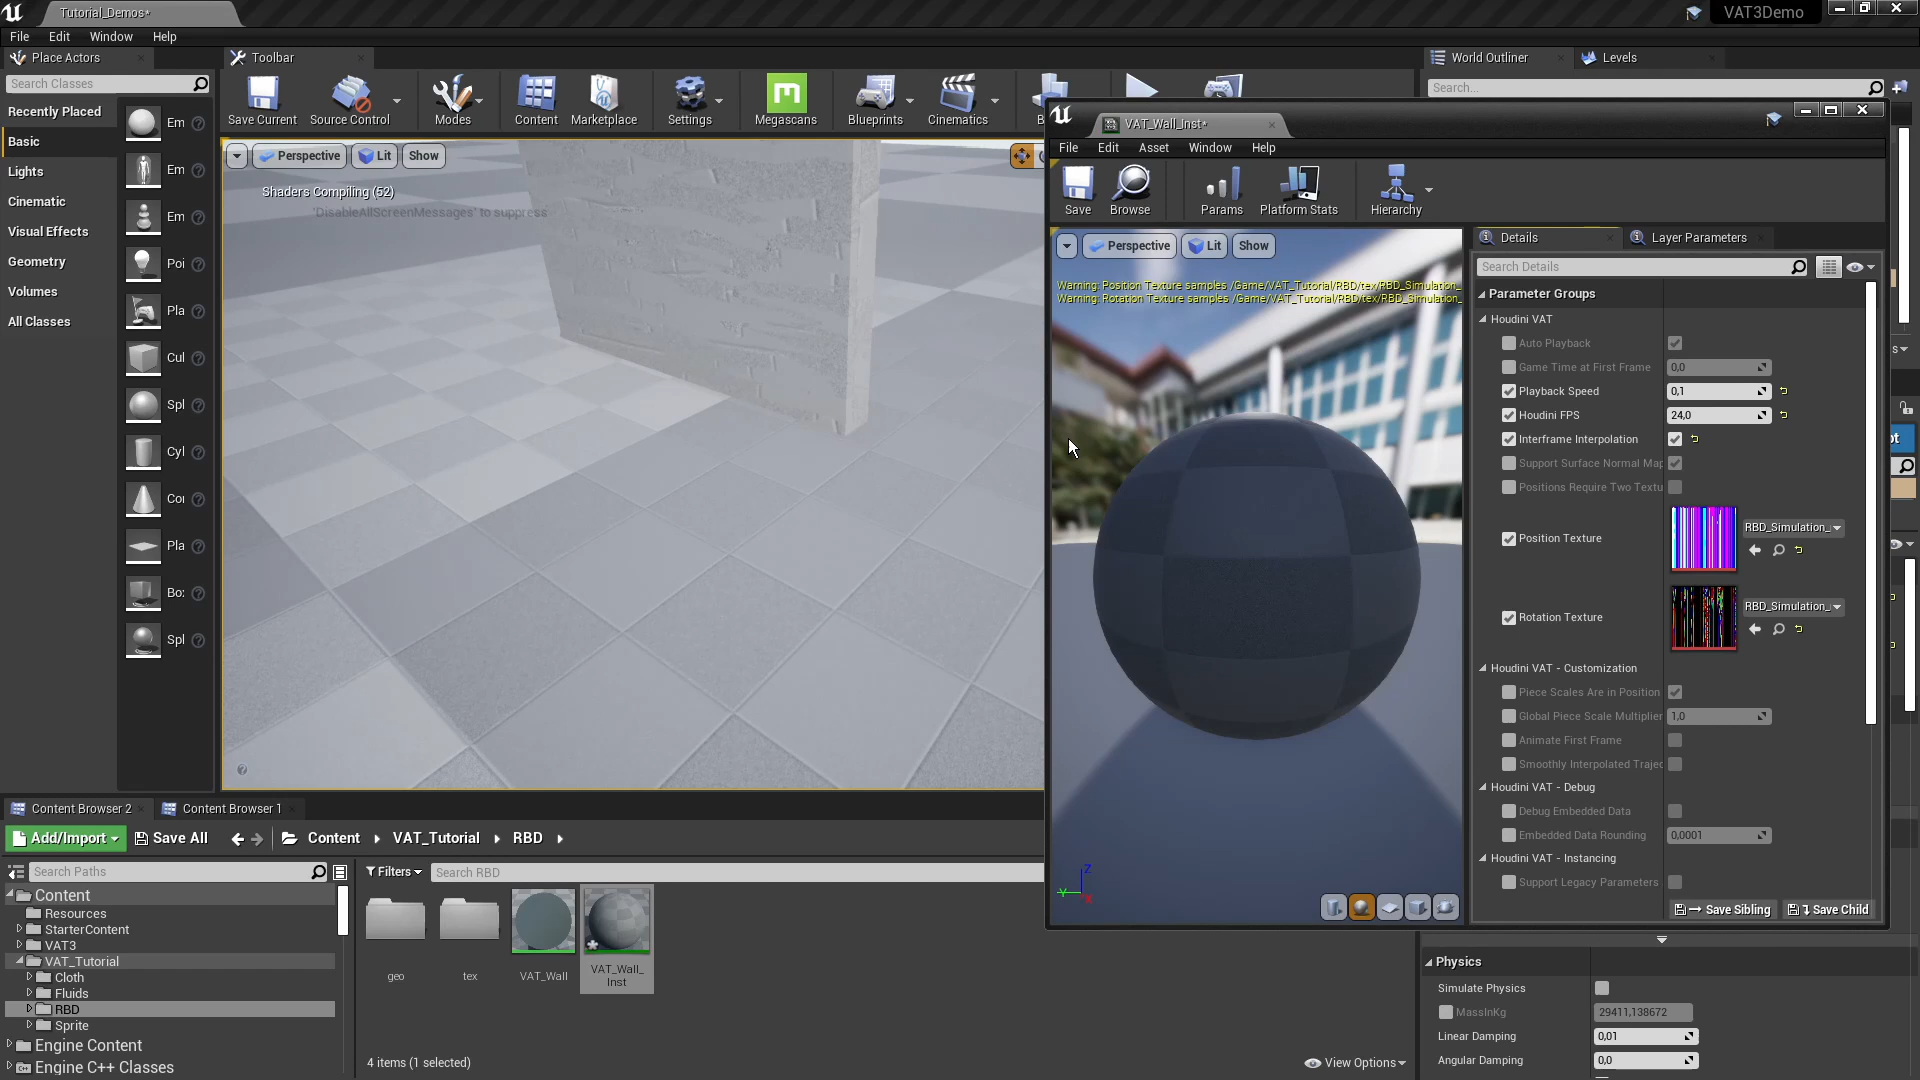 Tutorial_Demos*
VAT3Demo
File Edit Window Help
Place Actors
Toolbar
World Outliner
Levels
Search Classes
Search...
Recently Placed
Basic
Lights
Cinematic
Visual Effects
Geometry
Volumes
All Classes
Em
Em
Em
Poi
Pla
Cul
Spl
Cyl
Pla
Spl
Save Current
Source Control
Modes
Content
Marketplace
Settings
Megascans
Blueprints
Cinematics
Perspective
Lit
Show
Shaders Compiling (52)
'DisableAllScreenMessages' to suppress
VAT_Wall_Inst*
File Edit Asset Window Help
Save
Browse
Params
Platform Stats
Hierarchy
Perspective
Lit
Show
Warning: Position Texture samples /Game/VAT_Tutorial/RBD/tex/RBD_Simulation_
Warning: Rotation Texture samples /Game/VAT_Tutorial/RBD/tex/RBD_Simulation_
Z
Y
X
Details
Layer Parameters
Search Details
Parameter Groups
Houdini VAT
Auto Playback
Game Time at First Frame 0,0
Playback Speed 0,1
Houdini FPS 24,0
Interframe Interpolation
Support Surface Normal Map
Positions Require Two Textu
Position Texture
RBD_Simulation_
Rotation Texture
RBD_Simulation_
Houdini VAT - Customization
Piece Scales Are in Position
Global Piece Scale Multiplier 1,0
Animate First Frame
Smoothly Interpolated Trajec
Houdini VAT - Debug
Debug Embedded Data
Embedded Data Rounding 0,0001
Houdini VAT - Instancing
Support Legacy Parameters
Save Sibling
Save Child
Content Browser 2
Content Browser 1
Add/Import
Save All
Content
VAT_Tutorial
RBD
Search Paths
Filters
Search RBD
Content
Resources
StarterContent
VAT3
VAT_Tutorial
Cloth
Fluids
RBD
Sprite
Engine Content
Engine C++ Classes
geo
tex
VAT_Wall
VAT_Wall_
Inst
4 items (1 selected)
View Options
Physics
Simulate Physics
MassInKg 29411,138672
Linear Damping 0,01
Angular Damping 0,0